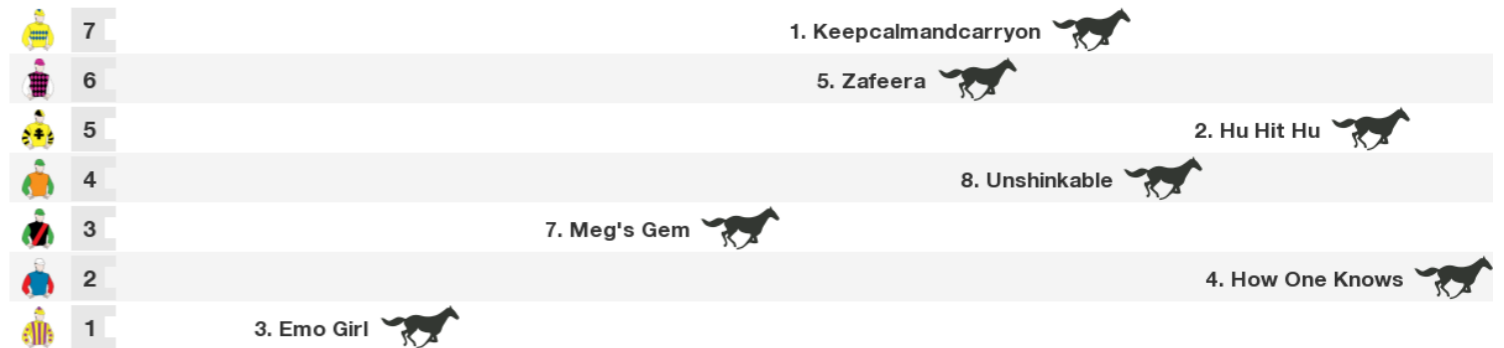 7 1. Keepcalmandcarryon
6 5. Zafeera
5 2. Hu Hit Hu
4 8. Unshinkable
3 7. Meg's Gem
2 4. How One Knows
1 3. Emo Girl